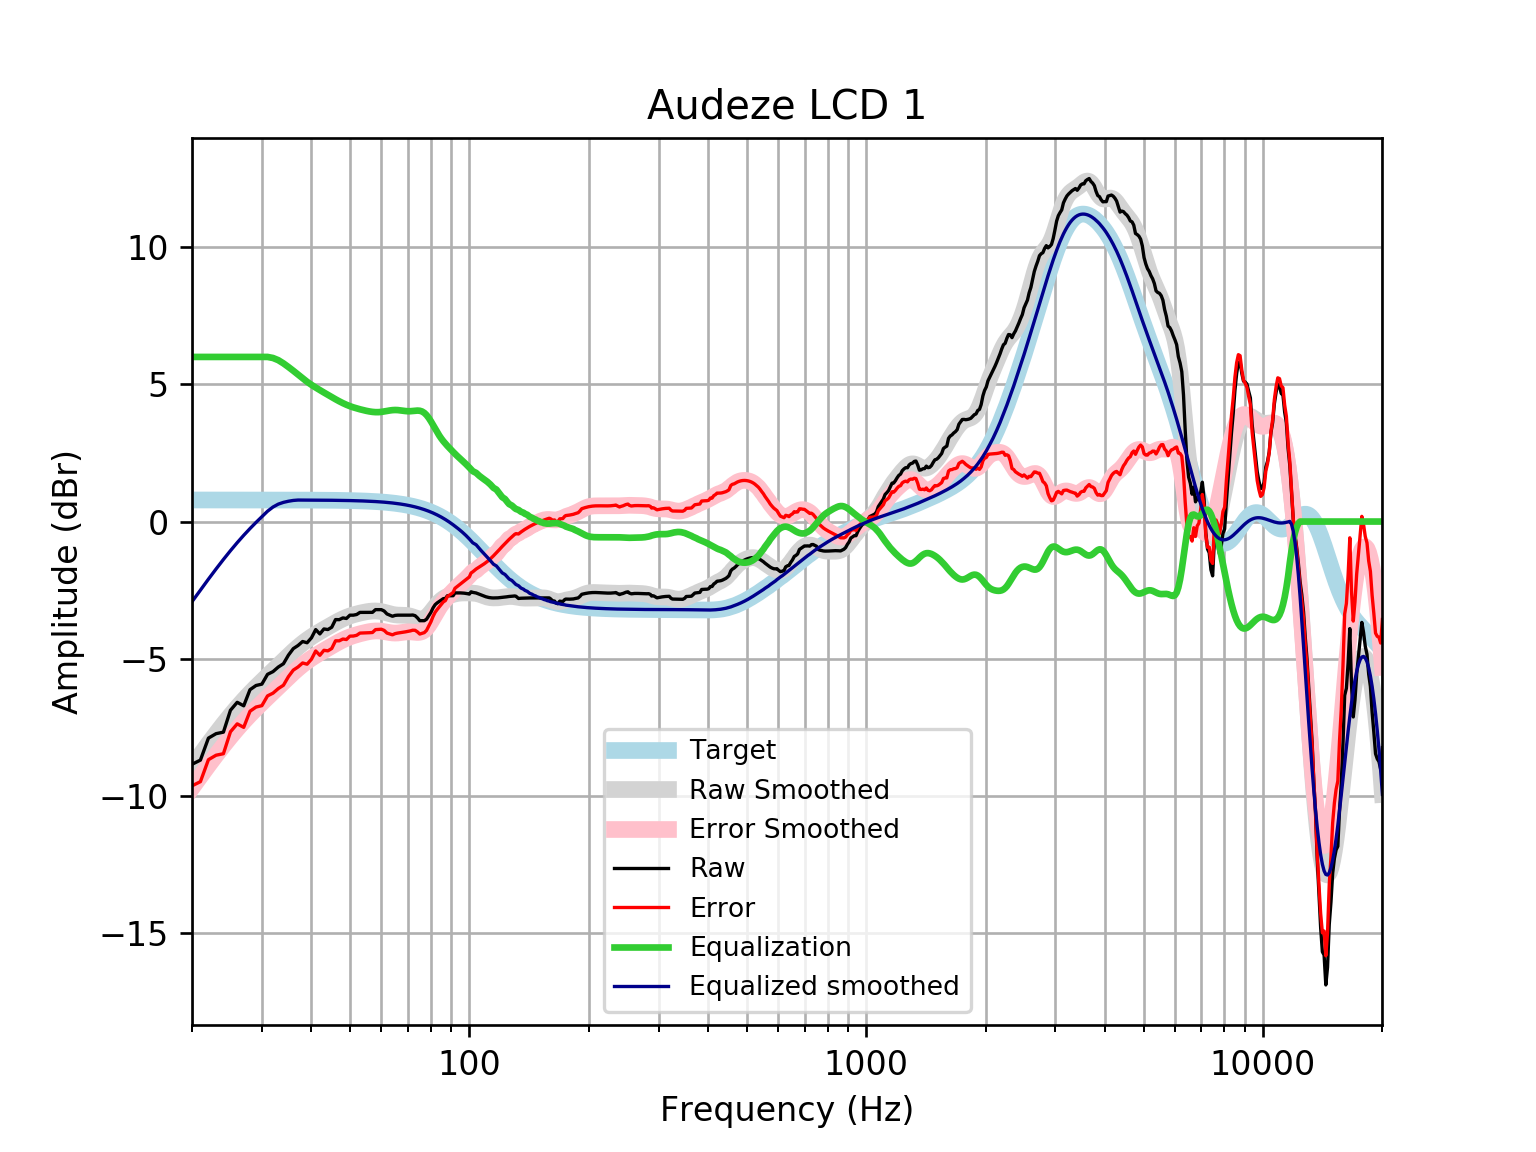 Audeze LCD 1
Amplitude (dBr)
10
5
0
−5
−10
−15
Target
Raw Smoothed
Error Smoothed
Raw
Error
Equalization
Equalized smoothed
100 1000 10000
Frequency (Hz)